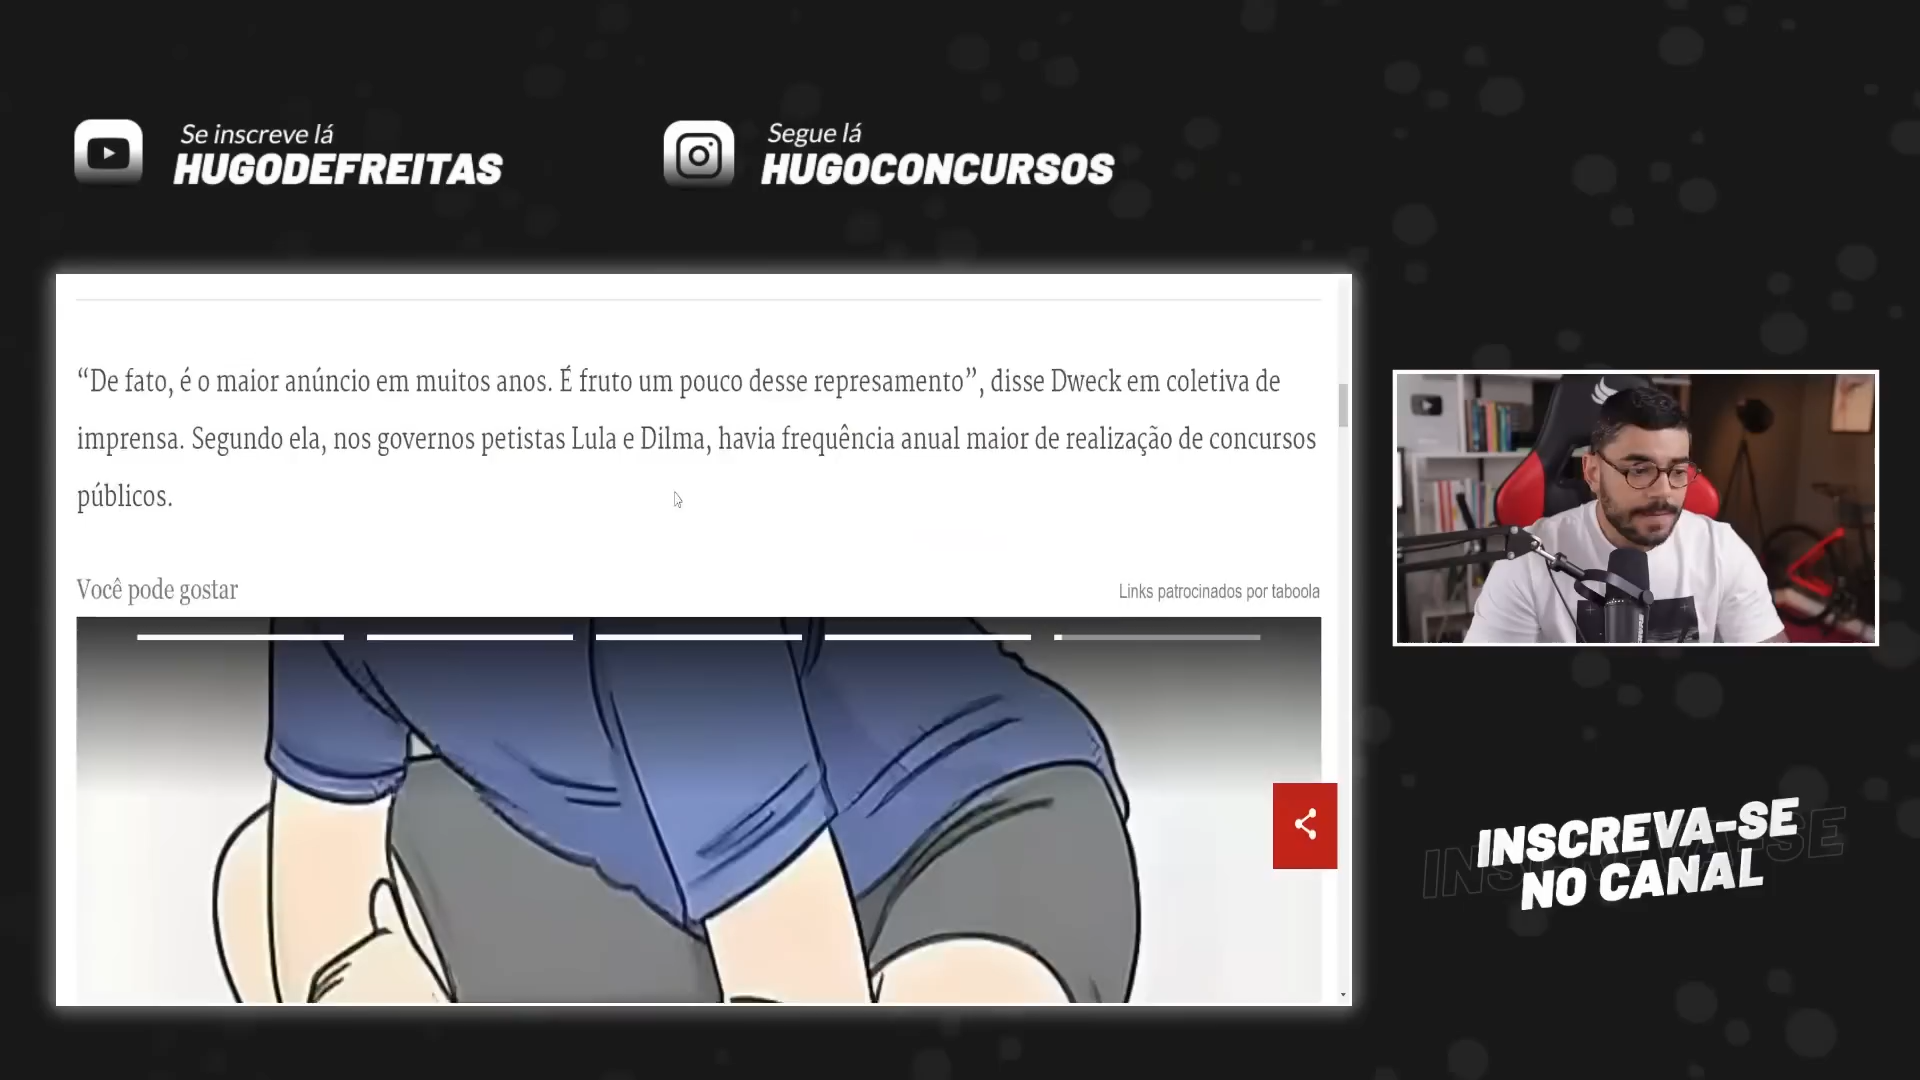 Se inscreve lá
HUGODEFREITAS
Segue lá
HUGOCONCURSOS
“De fato, é o maior anúncio em muitos anos. É fruto um pouco desse represamento”, disse Dweck em coletiva de
imprensa. Segundo ela, nos governos petistas Lula e Dilma, havia frequência anual maior de realização de concursos
públicos.
Você pode gostar
Links patrocinados por taboola
INSCREVA-SE
NO CANAL